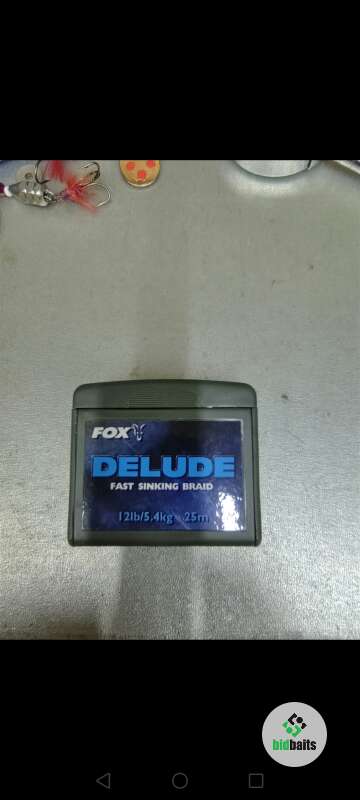 FOX
DELUDE
FAST SINKING BRAID
12lb/5.4kg 25m
bidbaits